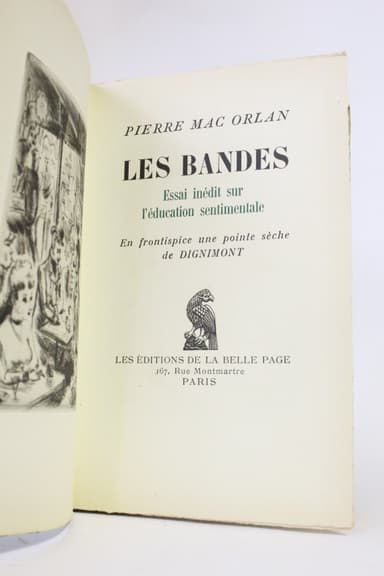 PIERRE MAC ORLAN
LES BANDES
Essai inédit sur
l'éducation sentimentale
En frontispice une pointe sèche
de DIGNIMONT
LES ÉDITIONS DE LA BELLE PAGE
367, Rue Montmartre
PARIS